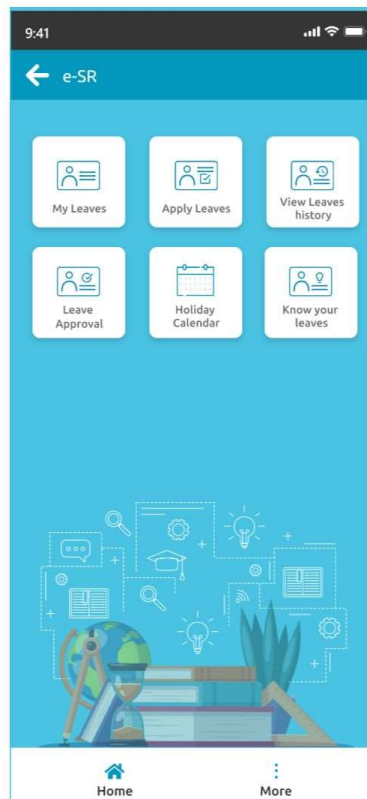 9:41
e-SR
My Leaves
Apply Leaves
View Leaves
history
Leave
Approval
Holiday
Calendar
Know your
leaves
Home
More